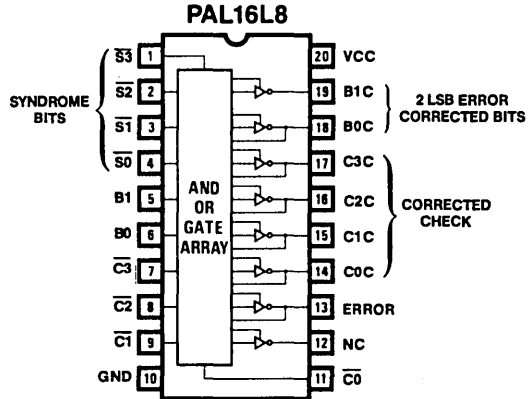 PAL16L8
S3 1 20 VCC
S2 2 19 B1C
S1 3 18 B0C
S0 4 17 C3C
B1 5 16 C2C
B0 6 15 C1C
C3 7 14 C0C
C2 8 13 ERROR
C1 9 12 NC
GND 10 11 C0
SYNDROME
BITS
AND
OR
GATE
ARRAY
2 LSB ERROR
CORRECTED BITS
CORRECTED
CHECK